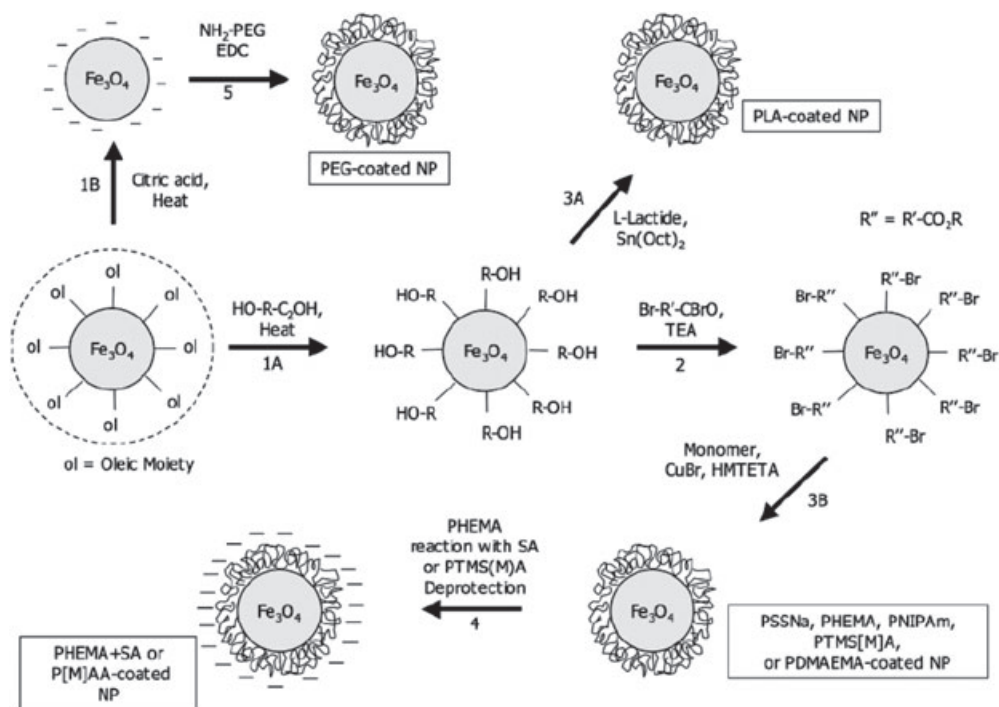 NH₂-PEG
EDC
5
Fe₃O₄
Fe₃O₄
Fe₃O₄
PEG-coated NP
PLA-coated NP
1B
Citric acid,
Heat
3A
L-Lactide,
Sn(Oct)₂
R'' = R'-CO₂R
ol
ol
ol
ol
ol
ol
ol
ol
Fe₃O₄
ol = Oleic Moiety
HO-R-C₂OH,
Heat
1A
R-OH
HO-R
R-OH
HO-R
Fe₃O₄
R-OH
HO-R
R-OH
R-OH
Br-R'-CBrO,
TEA
2
R''-Br
Br-R''
R''-Br
Br-R''
Fe₃O₄
R''-Br
Br-R''
R''-Br
R''-Br
Monomer,
CuBr, HMTETA
3B
PHEMA
reaction with SA
or PTMS(M)A
Deprotection
4
Fe₃O₄
Fe₃O₄
PHEMA+SA or
P[M]AA-coated
NP
PSSNa, PHEMA, PNIPAm,
PTMS[M]A,
or PDMAEMA-coated NP